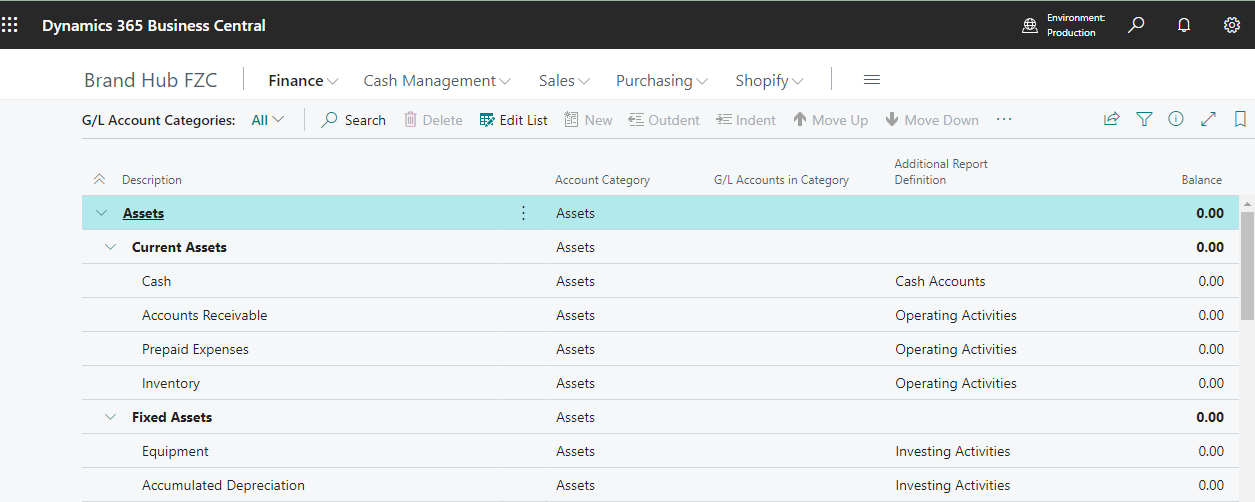 Dynamics 365 Business Central
Environment:
Production
Brand Hub FZC
Finance Cash Management Sales Purchasing Shopify
G/L Account Categories: All Search Delete Edit List New Outdent Indent Move Up Move Down
Description Account Category G/L Accounts in Category Additional Report Definition Balance
Assets Assets 0.00
Current Assets Assets 0.00
Cash Assets Cash Accounts 0.00
Accounts Receivable Assets Operating Activities 0.00
Prepaid Expenses Assets Operating Activities 0.00
Inventory Assets Operating Activities 0.00
Fixed Assets Assets 0.00
Equipment Assets Investing Activities 0.00
Accumulated Depreciation Assets Investing Activities 0.00